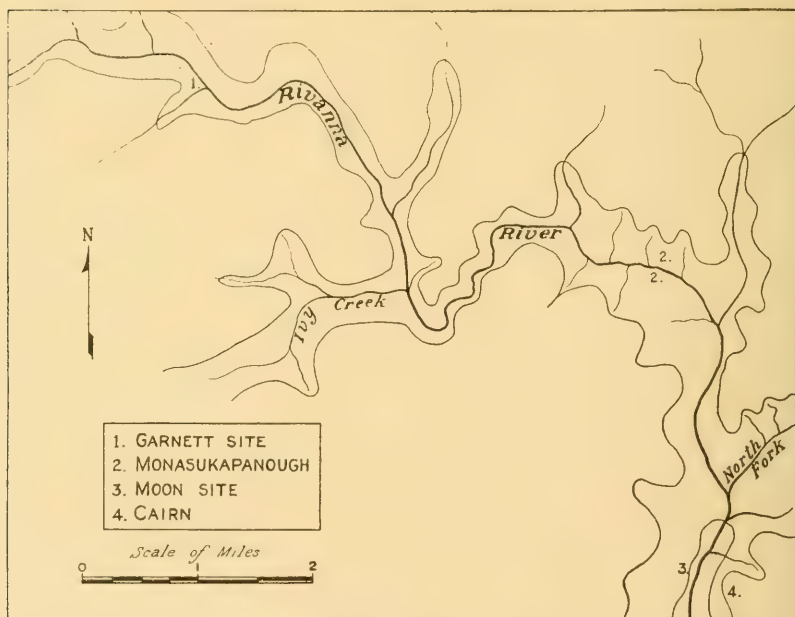 1.
Rivanna
N
River
2.
2.
Ivy Creek
North
Fork
1. GARNETT SITE
2. MONASUKAPANOUGH
3. MOON SITE
4. CAIRN
Scale of Miles
0 1 2
3.
4.